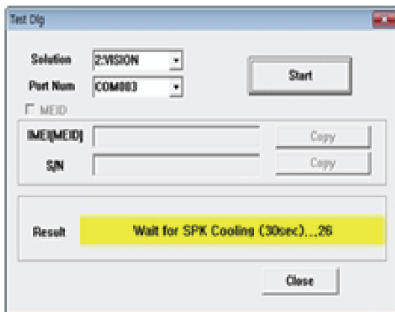 Test Dlg
Solution 2:VISION
Start
Port Num COM003
MEID
IMEI(MEID) Copy
S/N Copy
Result Wait for SPK Cooling (30sec)...26
Close